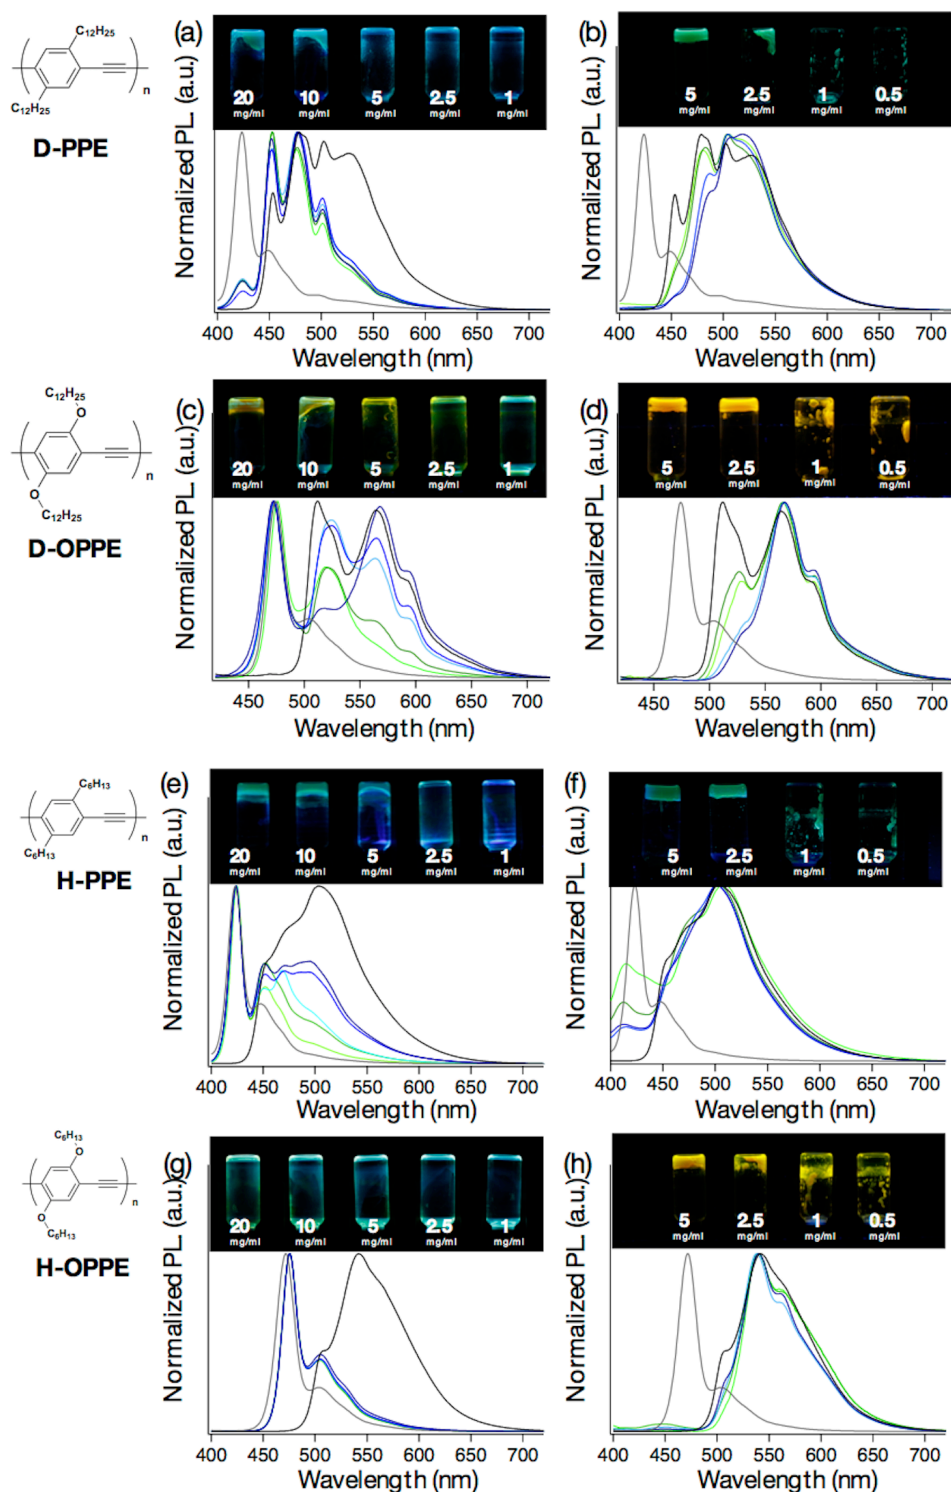 C12H25
C12H25
n
D-PPE
(a)
20 10 5 2.5 1
mg/ml mg/ml mg/ml mg/ml mg/ml
Normalized PL (a.u.)
400 450 500 550 600 650 700
Wavelength (nm)
(b)
5 2.5 1 0.5
mg/ml mg/ml mg/ml mg/ml
Normalized PL (a.u.)
400 450 500 550 600 650 700
Wavelength (nm)
C12H25
O
O
C12H25
n
D-OPPE
(c)
20 10 5 2.5 1
mg/ml mg/ml mg/ml mg/ml mg/ml
Normalized PL (a.u.)
450 500 550 600 650 700
Wavelength (nm)
(d)
5 2.5 1 0.5
mg/ml mg/ml mg/ml mg/ml
Normalized PL (a.u.)
450 500 550 600 650 700
Wavelength (nm)
C6H13
C6H13
n
H-PPE
(e)
20 10 5 2.5 1
mg/ml mg/ml mg/ml mg/ml mg/ml
Normalized PL (a.u.)
400 450 500 550 600 650 700
Wavelength (nm)
(f)
5 2.5 1 0.5
mg/ml mg/ml mg/ml mg/ml
Normalized PL (a.u.)
400 450 500 550 600 650 700
Wavelength (nm)
C6H13
O
O
C6H13
n
H-OPPE
(g)
20 10 5 2.5 1
mg/ml mg/ml mg/ml mg/ml mg/ml
Normalized PL (a.u.)
400 450 500 550 600 650 700
Wavelength (nm)
(h)
5 2.5 1 0.5
mg/ml mg/ml mg/ml mg/ml
Normalized PL (a.u.)
400 450 500 550 600 650 700
Wavelength (nm)